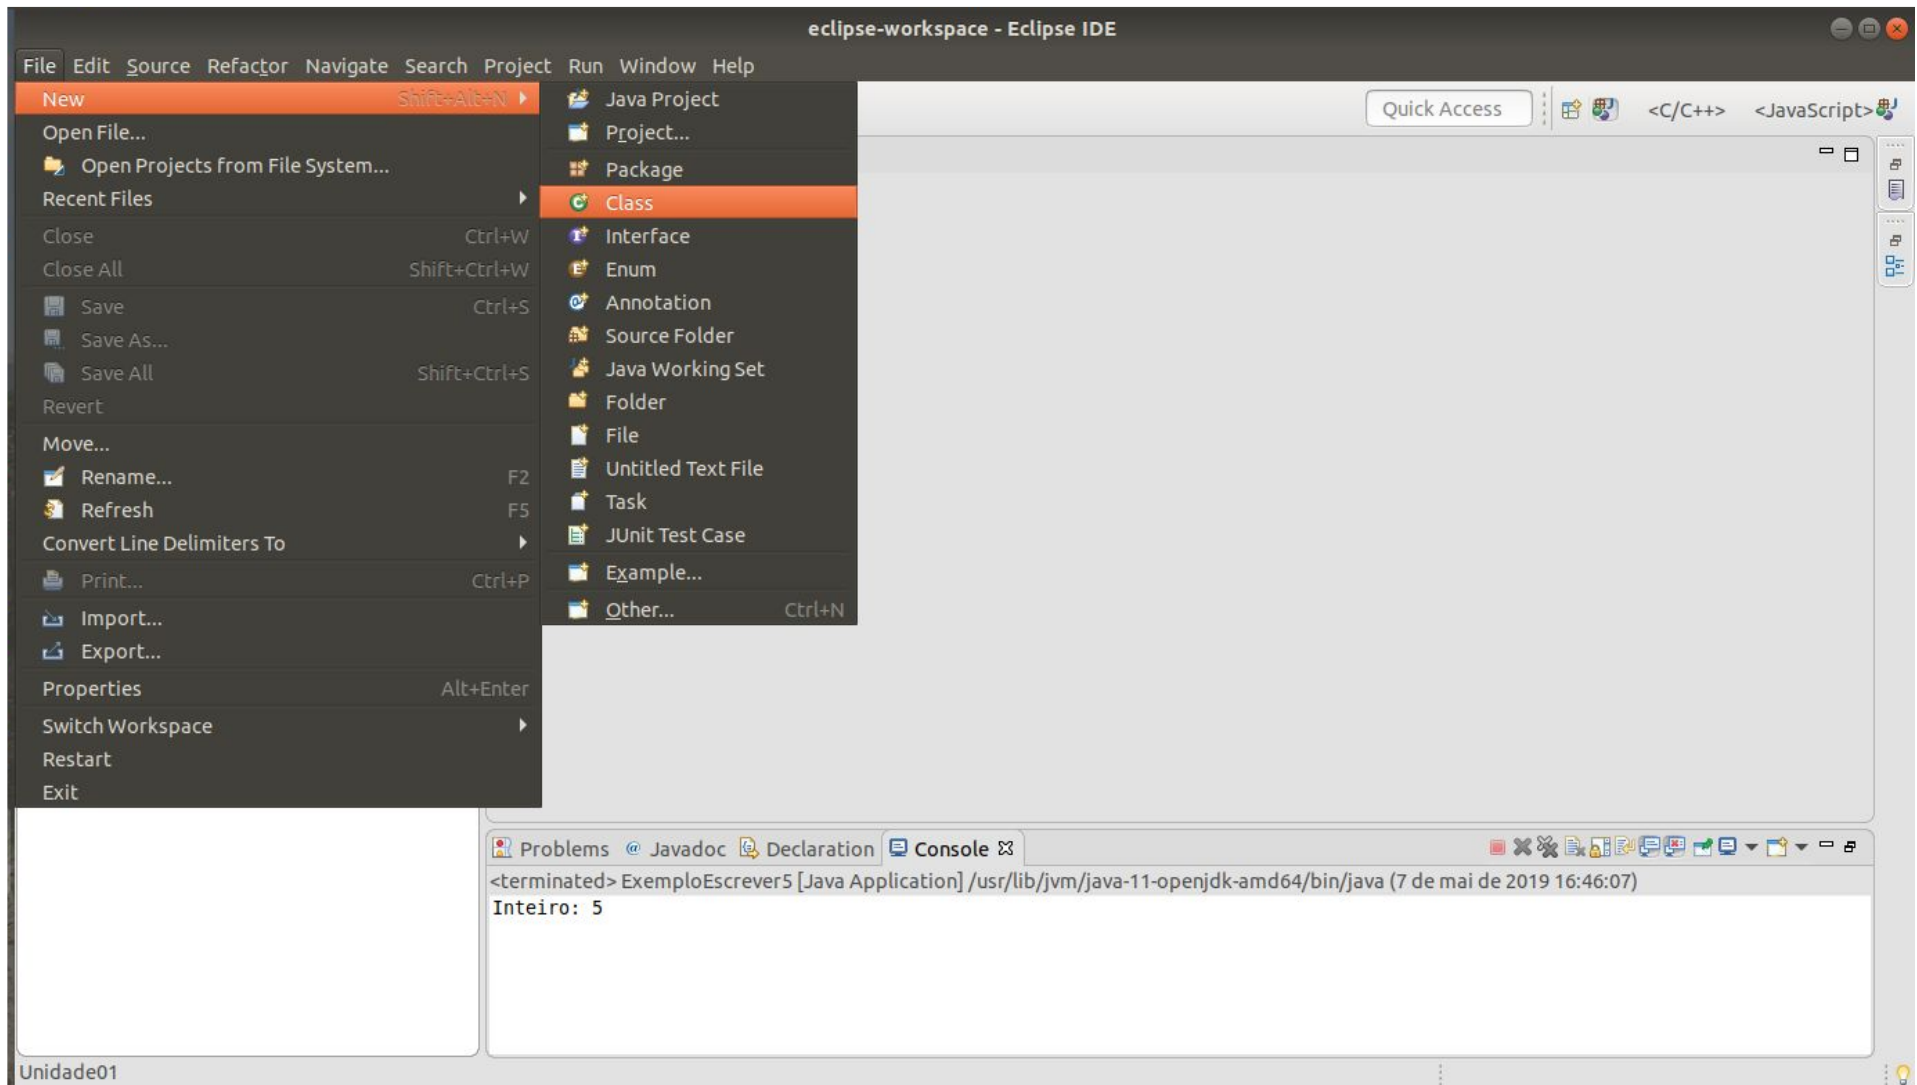 eclipse-workspace - Eclipse IDE
File Edit Source Refactor Navigate Search Project Run Window Help
New Shift+Alt+N
Open File...
Open Projects from File System...
Recent Files
Close Ctrl+W
Close All Shift+Ctrl+W
Save Ctrl+S
Save As...
Save All Shift+Ctrl+S
Revert
Move...
Rename... F2
Refresh F5
Convert Line Delimiters To
Print... Ctrl+P
Import...
Export...
Properties Alt+Enter
Switch Workspace
Restart
Exit
Java Project
Project...
Package
Class
Interface
Enum
Annotation
Source Folder
Java Working Set
Folder
File
Untitled Text File
Task
JUnit Test Case
Example...
Other... Ctrl+N
Quick Access <C/C++> <JavaScript>
Problems @ Javadoc Declaration Console
<terminated> ExemploEscrever5 [Java Application] /usr/lib/jvm/java-11-openjdk-amd64/bin/java (7 de mai de 2019 16:46:07)
Inteiro: 5
Unidade01